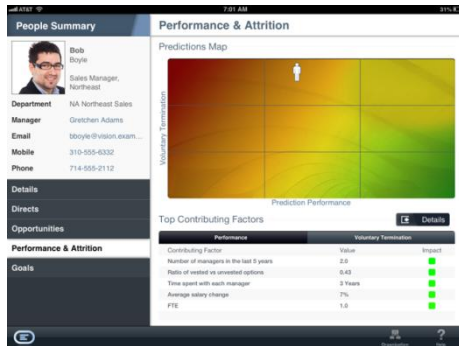 AT&T
7:01 AM
31%
People Summary
Performance & Attrition
Bob
Boyle
Sales Manager,
Northeast
Department NA Northeast Sales
Manager Gretchen Adams
Email bboyle@vision.exam...
Mobile 310-555-6332
Phone 714-555-2112
Details
Directs
Opportunities
Performance & Attrition
Goals
Predictions Map
Voluntary Termination
Prediction Performance
Top Contributing Factors
Details
Performance Voluntary Termination
Contributing Factor Value Impact
Number of managers in the last 5 years 2.0
Ratio of vested vs unvested options 0.43
Time spent with each manager 3 Years
Average salary change 7%
FTE 1.0
Organization
Help